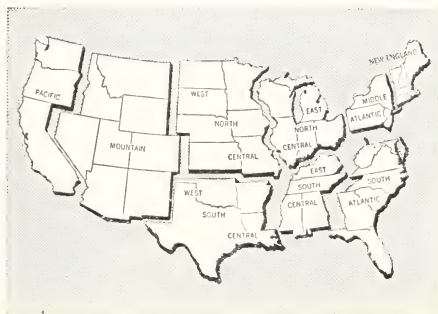 NEW ENGLAND
PACIFIC
MOUNTAIN
WEST
NORTH
CENTRAL
EAST
NORTH
CENTRAL
MIDDLE
ATLANTIC
WEST
SOUTH
CENTRAL
EAST
SOUTH
CENTRAL
SOUTH
ATLANTIC